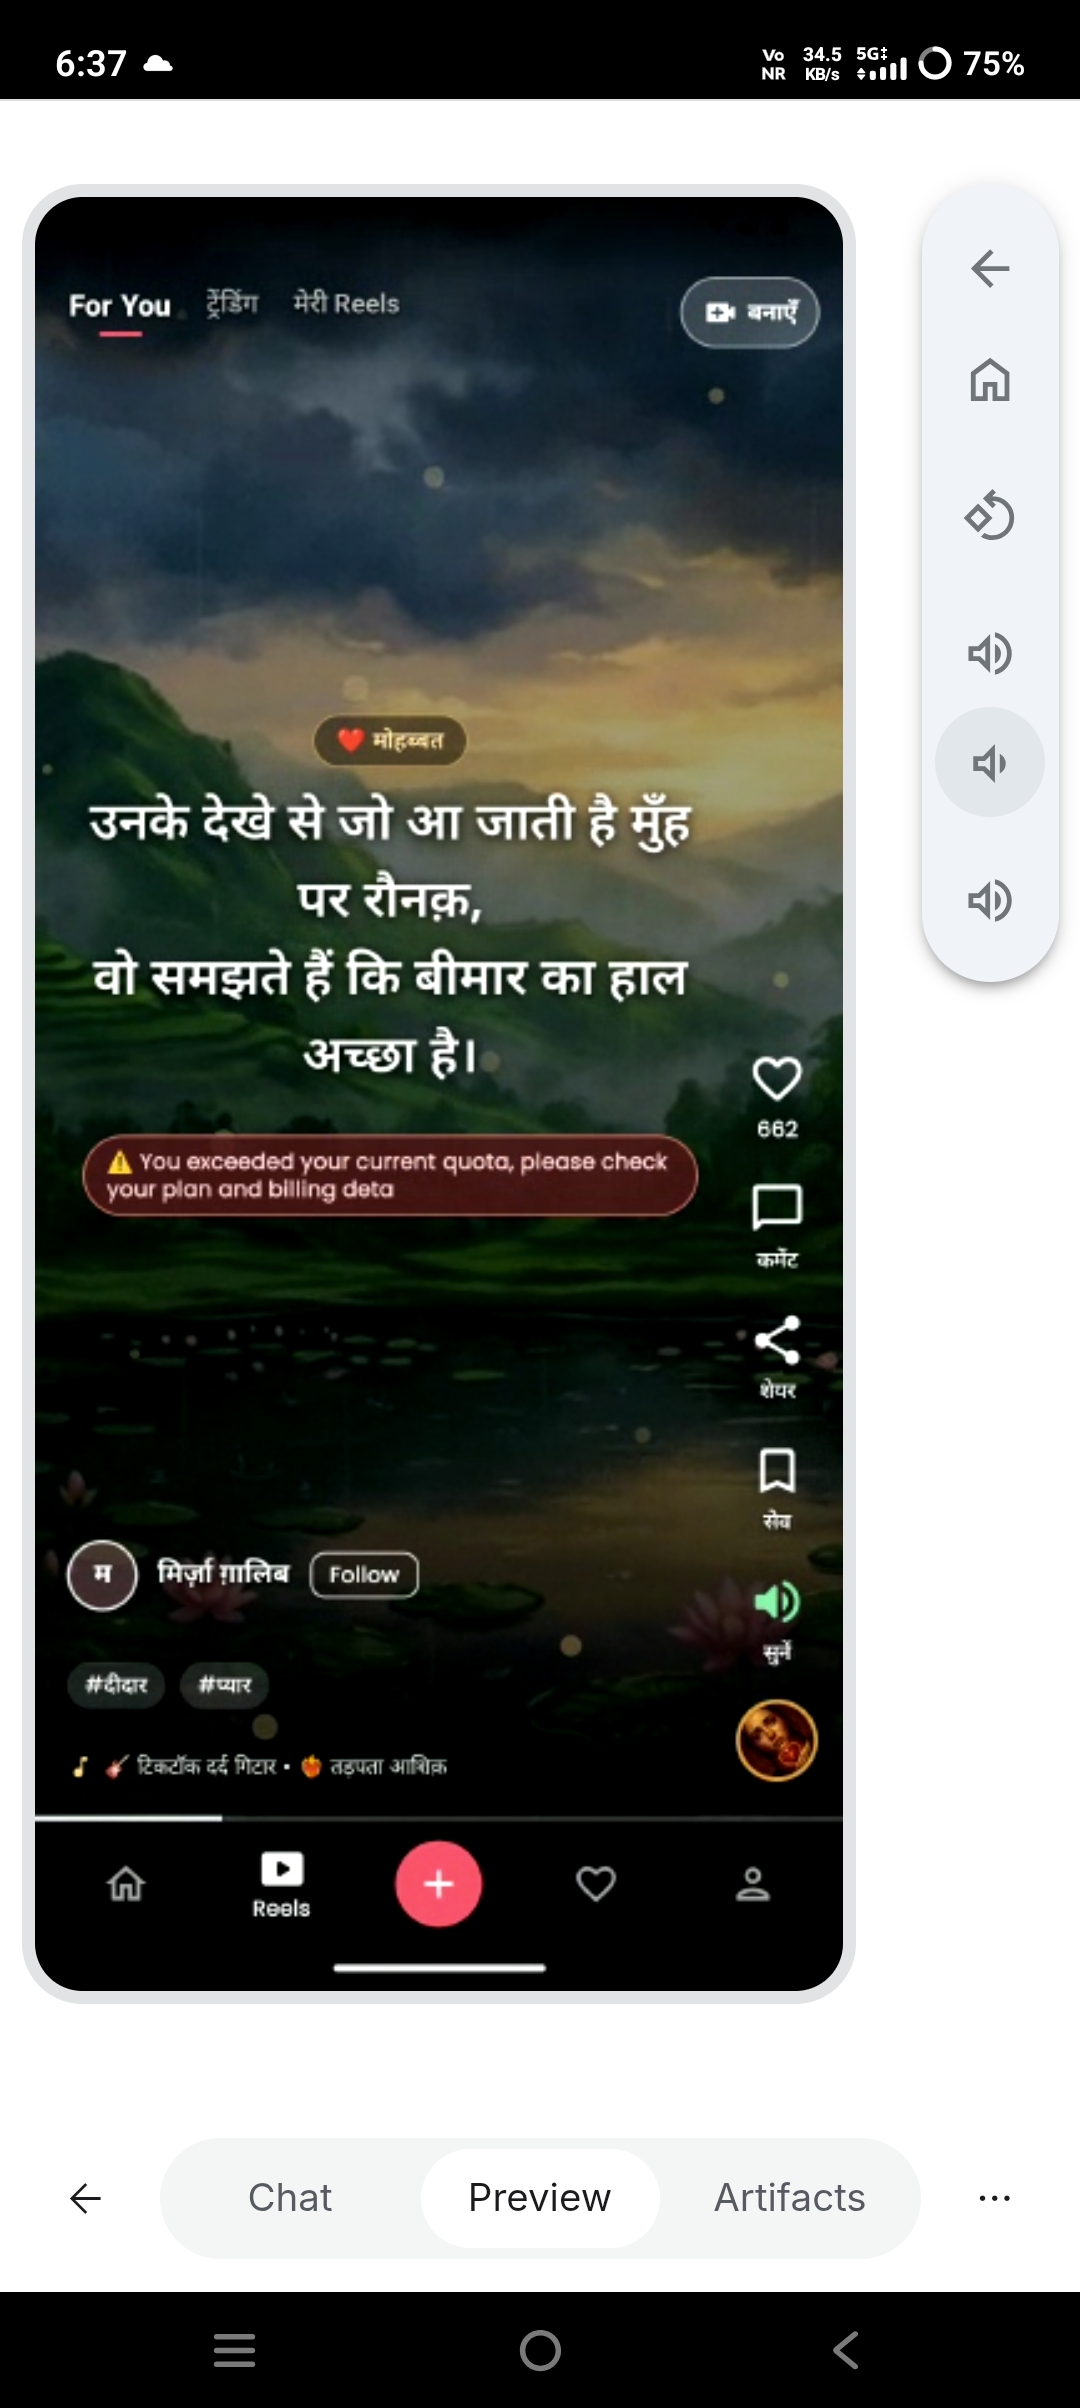 6:37
Vo NR 34.5 KB/s 5G 75%
For You ट्रेंडिंग मेरी Reels बनाएँ
❤️ मोहब्बत
उनके देखे से जो आ जाती है मुँह
पर रौनक़,
वो समझते हैं कि बीमार का हाल
अच्छा है।
662
⚠️ You exceeded your current quota, please check
your plan and billing deta
कमेंट
शेयर
सेव
म मिर्ज़ा ग़ालिब Follow
सुनें
#दीदार #प्यार
टिकटॉक दर्द गिटार • तड़पता आशिक़
Reels
Chat Preview Artifacts